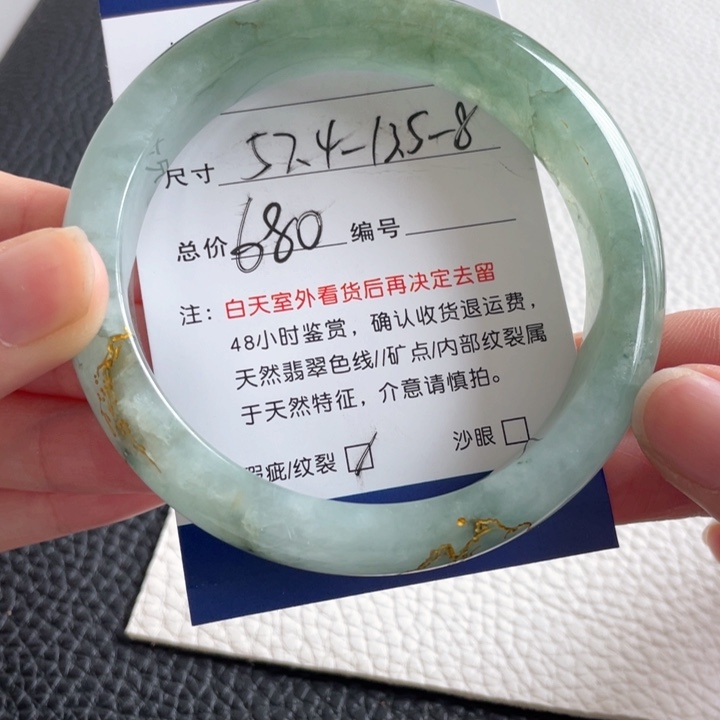 尺寸 57.4-13.5-8
总价 680 编号
注：白天室外看货后再决定去留
48小时鉴赏，确认收货退运费，
天然翡翠色线//矿点/内部纹裂属
于天然特征，介意请慎拍。
瑕疵/纹裂 ☑ 沙眼 □